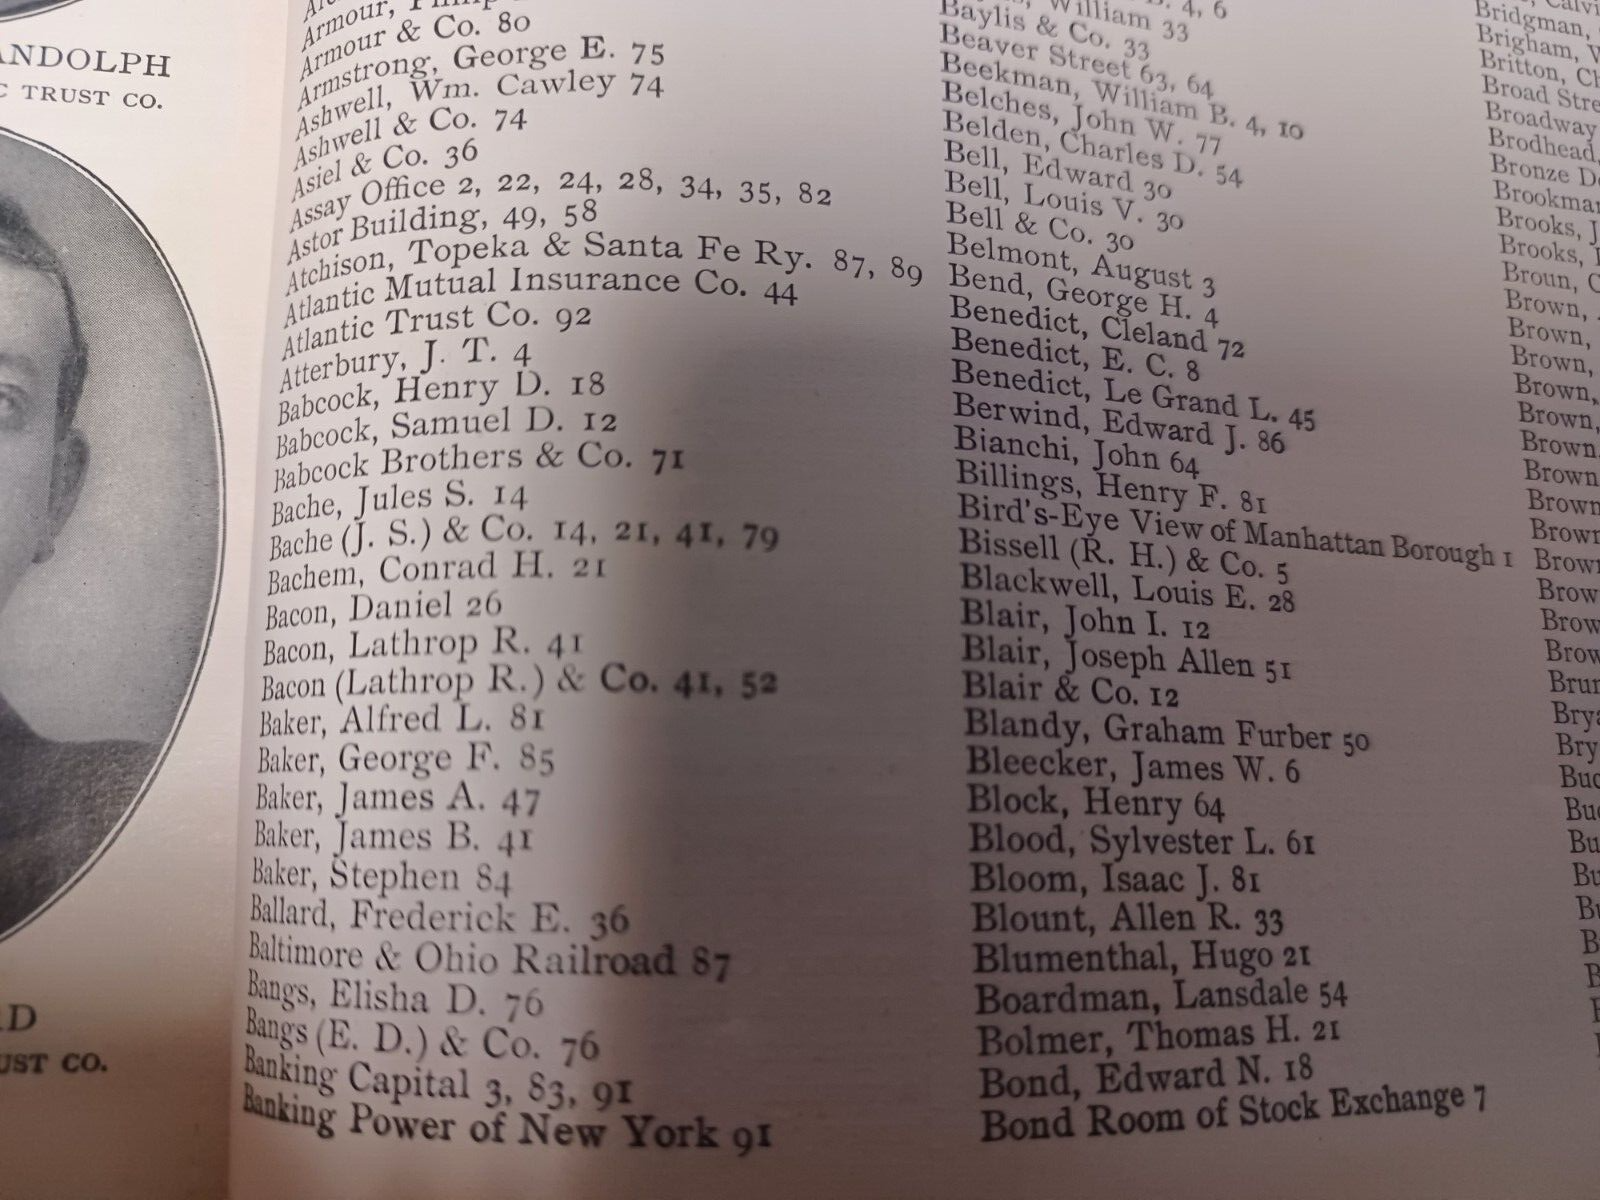 ANDOLPH
TRUST CO.
UST CO.
Armour,
Armour & Co. 80
Armstrong, George E. 75
Ashwell, Wm. Cawley 74
Ashwell & Co. 74
Asiel & Co. 36
Assay Office 2, 22, 24, 28, 34, 35, 82
Astor Building, 49, 58
Atchison, Topeka & Santa Fe Ry. 87, 89
Atlantic Mutual Insurance Co. 44
Atlantic Trust Co. 92
Atterbury, J. T. 4
Babcock, Henry D. 18
Babcock, Samuel D. 12
Babcock Brothers & Co. 71
Bache, Jules S. 14
Bache (J. S.) & Co. 14, 21, 41, 79
Bachem, Conrad H. 21
Bacon, Daniel 26
Bacon, Lathrop R. 41
Bacon (Lathrop R.) & Co. 41, 52
Baker, Alfred L. 81
Baker, George F. 85
Baker, James A. 47
Baker, James B. 41
Baker, Stephen 84
Ballard, Frederick E. 36
Baltimore & Ohio Railroad 87
Bangs, Elisha D. 76
Bangs (E. D.) & Co. 76
Banking Capital 3, 83, 91
Banking Power of New York 91
4, 6
William 33
Baylis & Co. 33
Beaver Street 63, 64
Beekman, William B. 4, 10
Belches, John W. 77
Belden, Charles D. 54
Bell, Edward 30
Bell, Louis V. 30
Bell & Co. 30
Belmont, August 3
Bend, George H. 4
Benedict, Cleland 72
Benedict, E. C. 8
Benedict, Le Grand L. 45
Berwind, Edward J. 86
Bianchi, John 64
Billings, Henry F. 81
Bird's-Eye View of Manhattan Borough 1
Bissell (R. H.) & Co. 5
Blackwell, Louis E. 28
Blair, John I. 12
Blair, Joseph Allen 51
Blair & Co. 12
Blandy, Graham Furber 50
Bleecker, James W. 6
Block, Henry 64
Blood, Sylvester L. 61
Bloom, Isaac J. 81
Blount, Allen R. 33
Blumenthal, Hugo 21
Boardman, Lansdale 54
Bolmer, Thomas H. 21
Bond, Edward N. 18
Bond Room of Stock Exchange 7
Bridgman,
Brigham,
Britton,
Broad
Broadway
Brodhead,
Bronze
Brooks, J
Brooks,
Broun,
Brown,
Brown,
Brown,
Brown,
Brown,
Brown
Brown
Brown